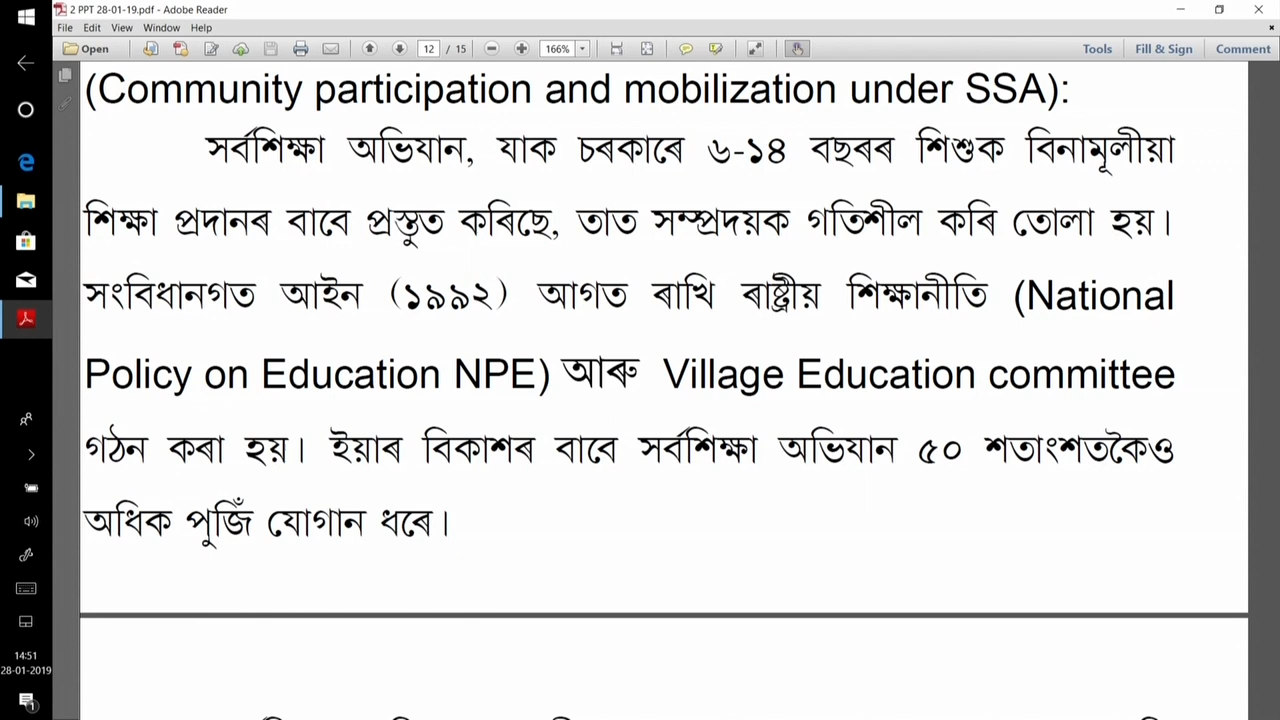 2 PPT 28-01-19.pdf - Adobe Reader
File Edit View Window Help
Open 12 / 15 166% Tools Fill & Sign Comment
(Community participation and mobilization under SSA):
সৰ্বশিক্ষা অভিযান, যাক চৰকাৰে ৬-১৪ বছৰৰ শিশুক বিনামূলীয়া
শিক্ষা প্ৰদানৰ বাবে প্ৰস্তুত কৰিছে, তাত সম্প্ৰদয়ক গতিশীল কৰি তোলা হয়।
সংবিধানগত আইন (১৯৯২) আগত ৰাখি ৰাষ্ট্ৰীয় শিক্ষানীতি (National
Policy on Education NPE) আৰু Village Education committee
গঠন কৰা হয়। ইয়াৰ বিকাশৰ বাবে সৰ্বশিক্ষা অভিযান ৫০ শতাংশতকৈও
অধিক পুজিঁ যোগান ধৰে।
14:51
28-01-2019
1